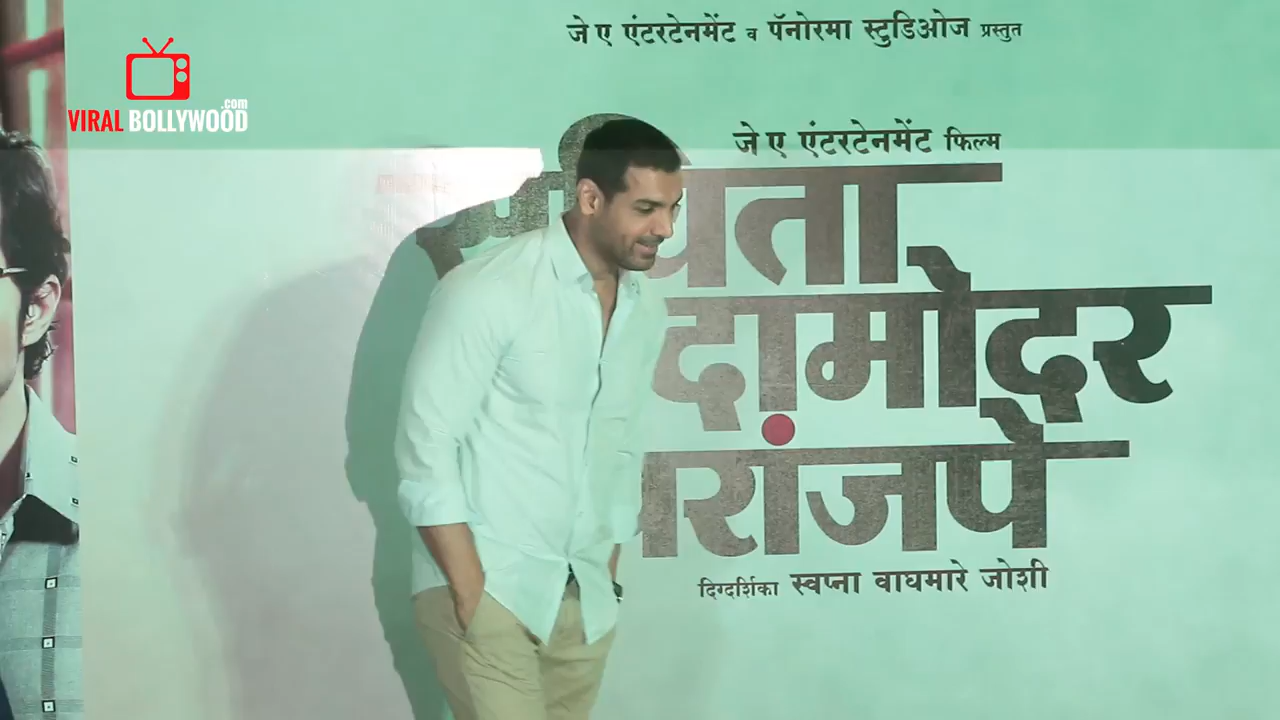 जे ए एंटरटेनमेंट व पॅनोरमा स्टुडिओज प्रस्तुत
.com
VIRAL BOLLYWOOD
जे ए एंटरटेनमेंट फिल्म
दामोदर
दिग्दर्शिका स्वप्ना वाघमारे जोशी